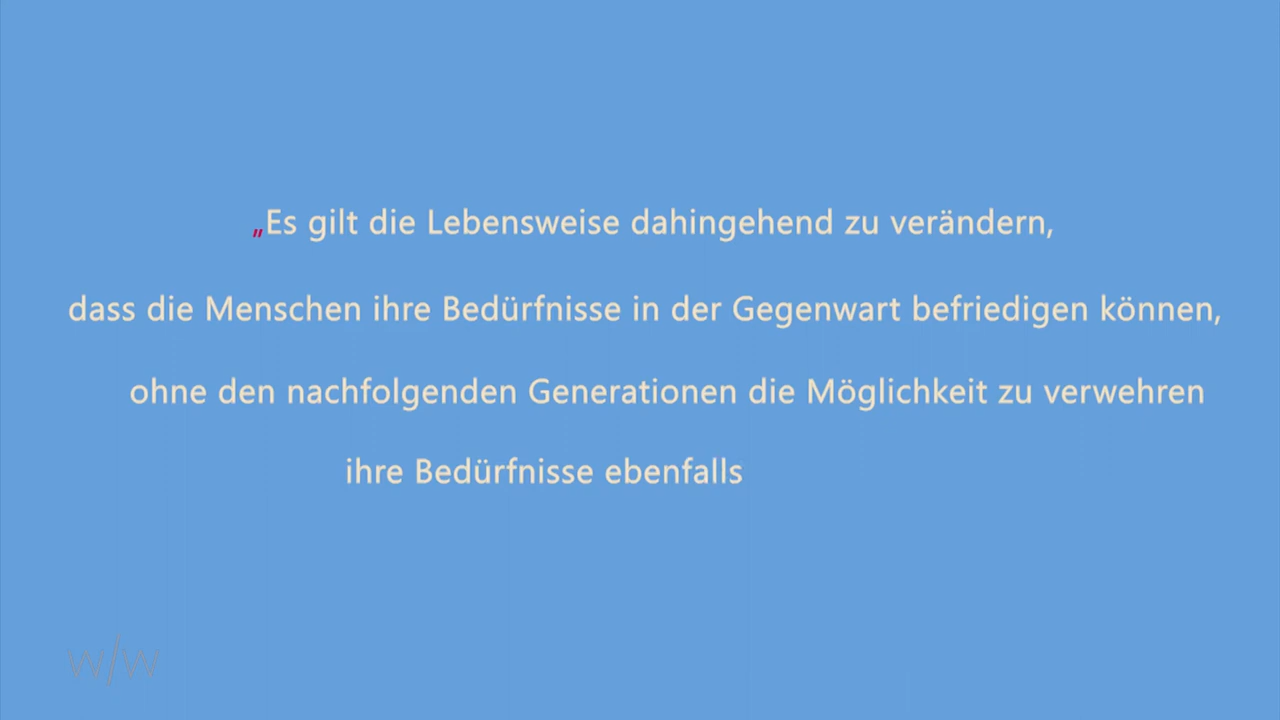 „Es gilt die Lebensweise dahingehend zu verändern,
dass die Menschen ihre Bedürfnisse in der Gegenwart befriedigen können,
ohne den nachfolgenden Generationen die Möglichkeit zu verwehren
ihre Bedürfnisse ebenfalls
w/w